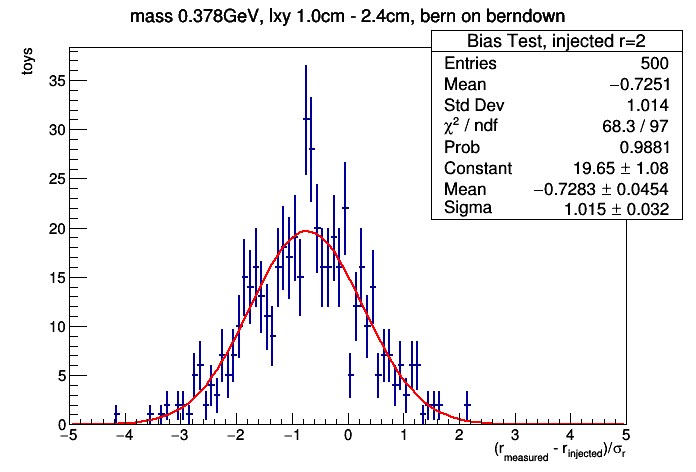 mass 0.378GeV, lxy 1.0cm - 2.4cm, bern on berndown
Bias Test, injected r=2
Entries 500
Mean −0.7251
Std Dev 1.014
χ² / ndf 68.3 / 97
Prob 0.9881
Constant 19.65 ± 1.08
Mean −0.7283 ± 0.0454
Sigma 1.015 ± 0.032
toys
35
30
25
20
15
10
5
0
−5 −4 −3 −2 −1 0 1 2 3 4 5
(r_measured - r_injected)/σ_r